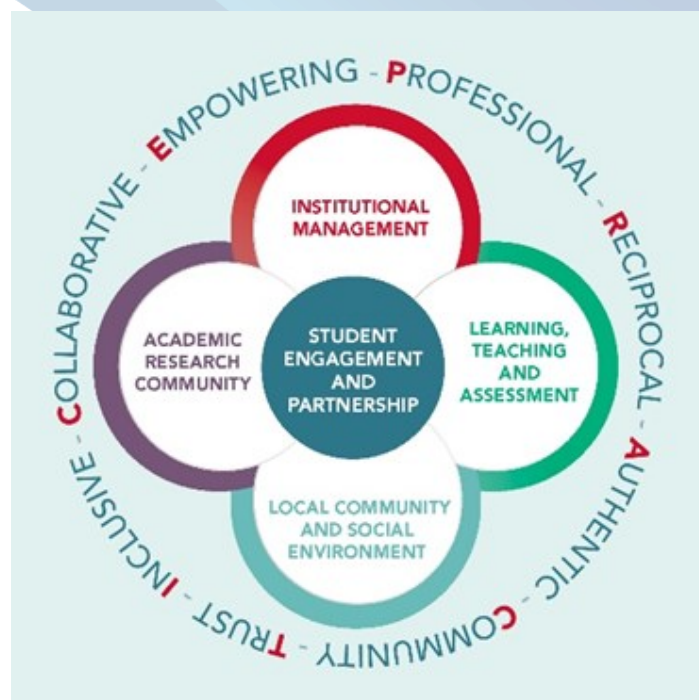 EMPOWERING - PROFESSIONAL - RECIPROCAL - AUTHENTIC - COMMUNITY - TRUST - INCLUSIVE - COLLABORATIVE -
INSTITUTIONAL
MANAGEMENT
ACADEMIC
RESEARCH
COMMUNITY
STUDENT
ENGAGEMENT
AND
PARTNERSHIP
LEARNING,
TEACHING
AND
ASSESSMENT
LOCAL COMMUNITY
AND SOCIAL
ENVIRONMENT